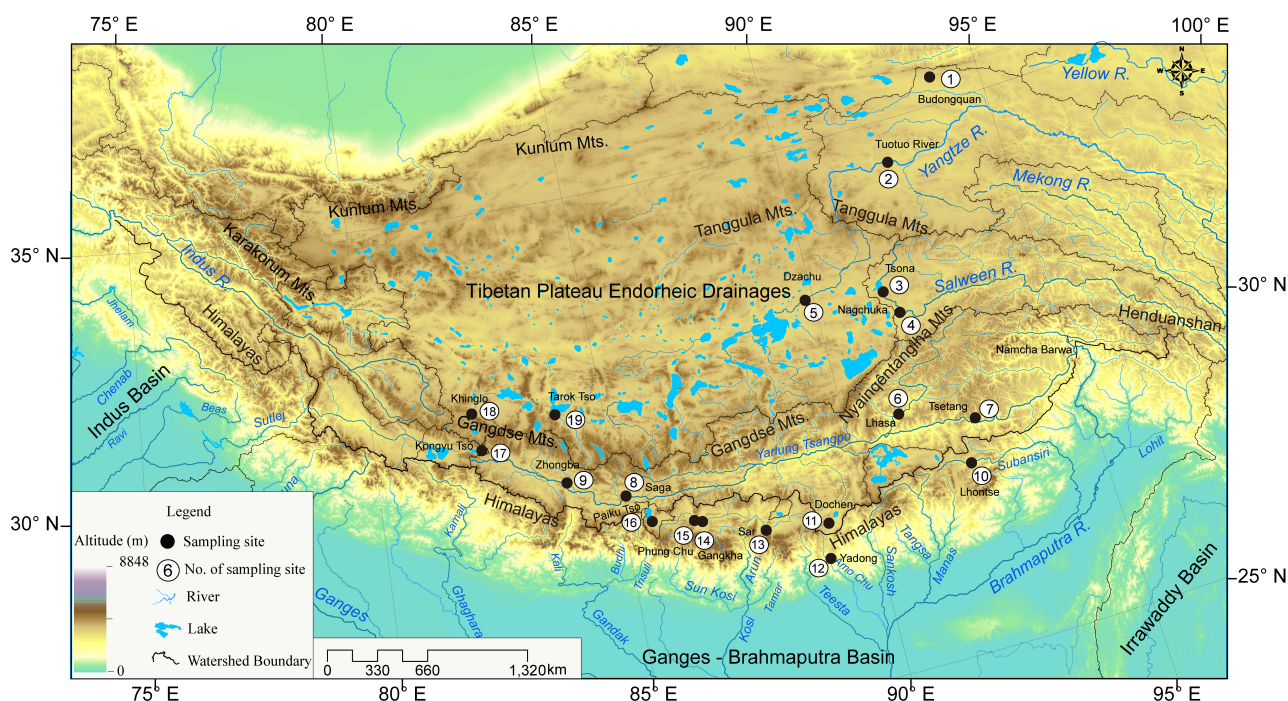 75° E
80° E
85° E
90° E
95° E
100° E
N
W
E
S
Yellow R.
1
Budongquan
Kunlum Mts.
Tuotuo River
Yangtze R.
2
Mekong R.
Kunlum Mts.
Tanggula Mts.
Tanggula Mts.
35° N
Karakorum Mts.
Indus R.
Dzachu
Tsona
3
Salween R.
30° N
Tibetan Plateau Endorheic Drainages
5
Nagchuka
4
Jhelam
Himalayas
Henduanshan
Nyainqêntanglha Mts.
Namcha Barwa
Indus Basin
Chenab
Ravi
Beas
Sutlej
Khinglo
18
Tarok Tso
19
6
Lhasa
Tsetang
7
Gangdse Mts.
Gangdse Mts.
Kongyu Tso
17
Yarlung Tsangpo
Lohit
Zhongba
9
8
Saga
Subansiri
10
Lhontse
30° N
Himalayas
Paiku Tso
16
15
14
Phung Chu
Gangkha
Sar
13
Dochen
11
Himalayas
12
Yadong
Amo Chu
Tangsa
Manas
Sankosh
Brahmaputra R.
25° N
Karnali
Kali
Budhi
Trisuli
Sun Kosi
Arun
Tamar
Teesta
Kosi
Gandak
Ghaghara
Ganges
Irrawaddy Basin
Ganges - Brahmaputra Basin
Legend
Altitude (m)
8848
0
Sampling site
6
No. of sampling site
River
Lake
Watershed Boundary
0
330
660
1,320km
75° E
80° E
85° E
90° E
95° E